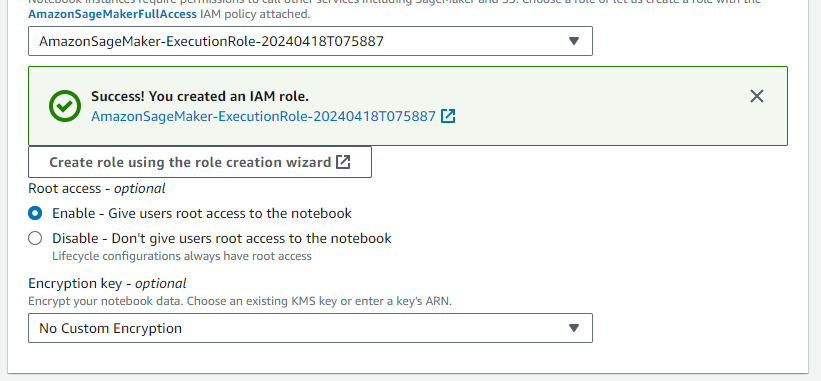 Notebook instances require permissions to call other services including SageMaker and S3. Choose a role or let us create a role with the
AmazonSageMakerFullAccess IAM policy attached.
AmazonSageMaker-ExecutionRole-20240418T075887
Success! You created an IAM role.
AmazonSageMaker-ExecutionRole-20240418T075887
Create role using the role creation wizard
Root access - optional
Enable - Give users root access to the notebook
Disable - Don't give users root access to the notebook
Lifecycle configurations always have root access
Encryption key - optional
Encrypt your notebook data. Choose an existing KMS key or enter a key's ARN.
No Custom Encryption